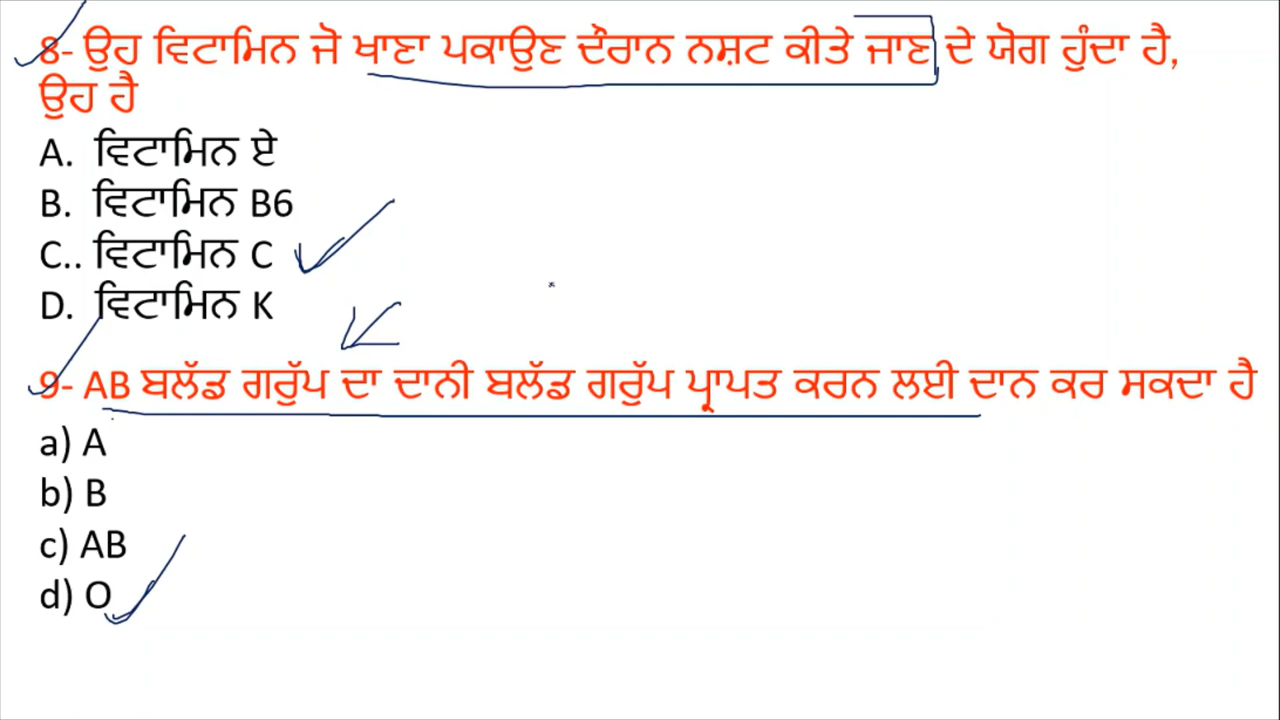 8- ਉਹ ਵਿਟਾਮਿਨ ਜੋ ਖਾਣਾ ਪਕਾਉਣ ਦੌਰਾਨ ਨਸ਼ਟ ਕੀਤੇ ਜਾਣ ਦੇ ਯੋਗ ਹੁੰਦਾ ਹੈ,
ਉਹ ਹੈ
A. ਵਿਟਾਮਿਨ ਏ
B. ਵਿਟਾਮਿਨ B6
C.. ਵਿਟਾਮਿਨ C
D. ਵਿਟਾਮਿਨ K
9- AB ਬਲੱਡ ਗਰੁੱਪ ਦਾ ਦਾਨੀ ਬਲੱਡ ਗਰੁੱਪ ਪ੍ਰਾਪਤ ਕਰਨ ਲਈ ਦਾਨ ਕਰ ਸਕਦਾ ਹੈ
a) A
b) B
c) AB
d) O